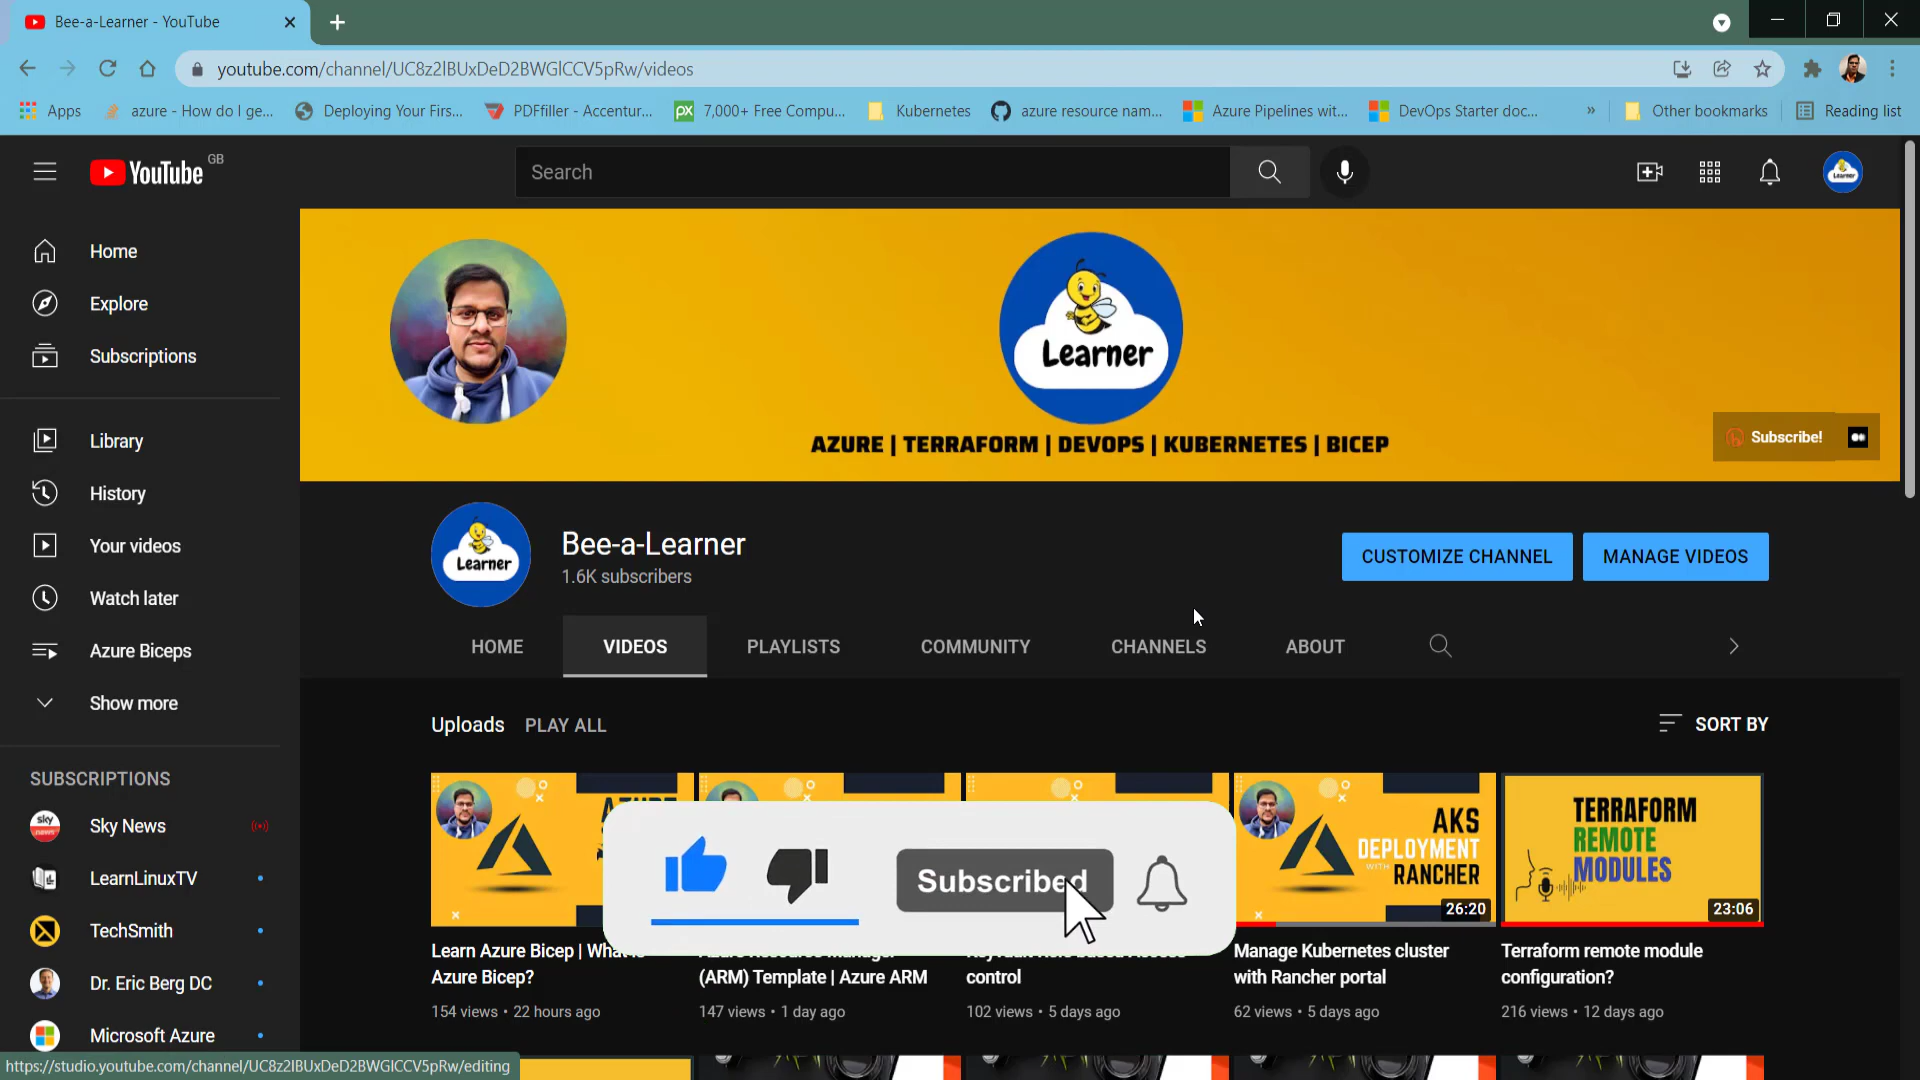 Bee-a-Learner - YouTube
youtube.com/channel/UC8z2lBUxDeD2BWGlCCV5pRw/videos
Apps
azure - How do I ge...
Deploying Your Firs...
PDFfiller - Accentur...
px
7,000+ Free Compu...
Kubernetes
azure resource nam...
Azure Pipelines wit...
DevOps Starter doc...
»
Other bookmarks
Reading list
YouTube GB
Search
Learner
Home
Explore
Subscriptions
Library
History
Your videos
Watch later
Azure Biceps
Show more
SUBSCRIPTIONS
sky news
Sky News
LearnLinuxTV
TechSmith
Dr. Eric Berg DC
Microsoft Azure
Learner
AZURE | TERRAFORM | DEVOPS | KUBERNETES | BICEP
Subscribe!
Learner
Bee-a-Learner
1.6K subscribers
CUSTOMIZE CHANNEL
MANAGE VIDEOS
HOME
VIDEOS
PLAYLISTS
COMMUNITY
CHANNELS
ABOUT
Uploads
PLAY ALL
SORT BY
AKS
DEPLOYMENT
WITH RANCHER
26:20
TERRAFORM
REMOTE
MODULES
23:06
Subscribed
Learn Azure Bicep | What is
Azure Bicep?
154 views • 22 hours ago
(ARM) Template | Azure ARM
147 views • 1 day ago
control
102 views • 5 days ago
Manage Kubernetes cluster
with Rancher portal
62 views • 5 days ago
Terraform remote module
configuration?
216 views • 12 days ago
https://studio.youtube.com/channel/UC8z2lBUxDeD2BWGlCCV5pRw/editing